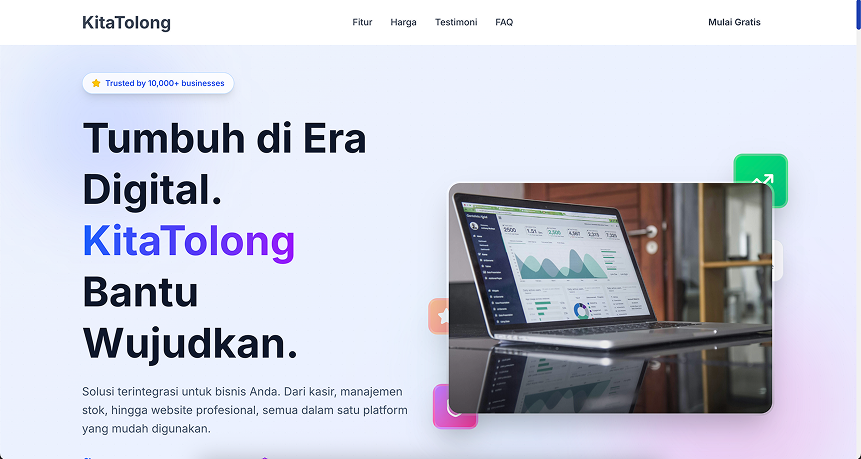 KitaTolong
Fitur
Harga
Testimoni
FAQ
Mulai Gratis
Trusted by 10,000+ businesses
Tumbuh di Era
Digital.
KitaTolong
Bantu
Wujudkan.
Solusi terintegrasi untuk bisnis Anda. Dari kasir, manajemen
stok, hingga website profesional, semua dalam satu platform
yang mudah digunakan.